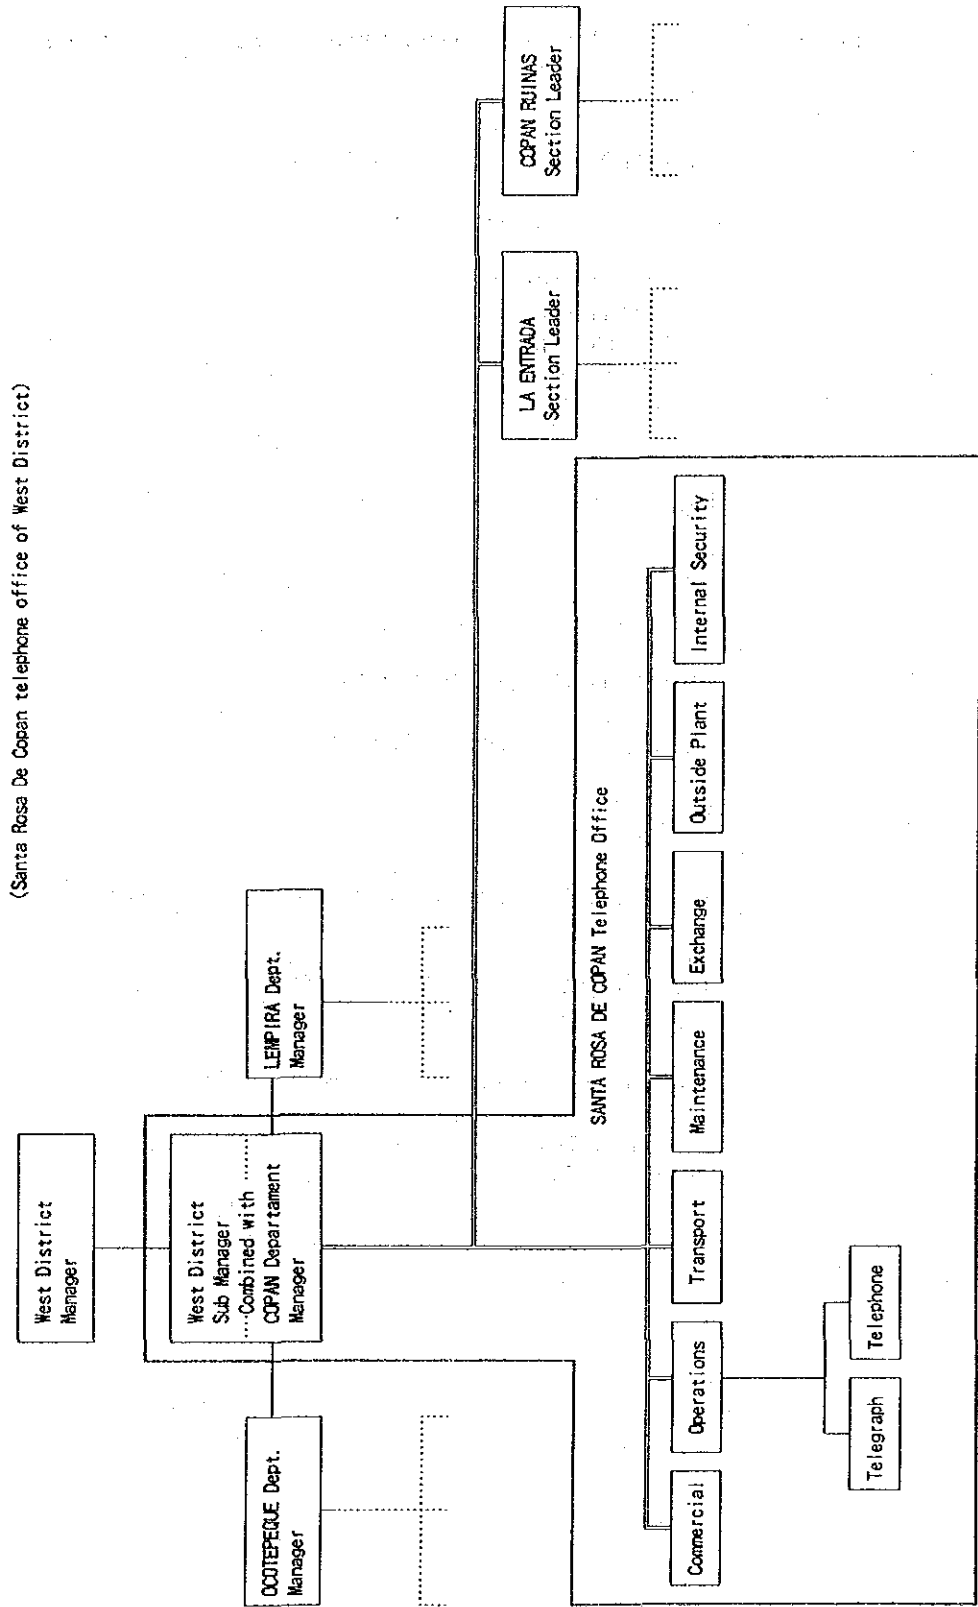 (Santa Rosa De Copan telephone office of West District)
West District
Manager
West District
Sub Manager
Combined with
COPAN Departament
Manager
OCOTEPEQUE Dept.
Manager
LEMPIRA Dept.
Manager
LA ENTRADA
Section Leader
COPAN RUINAS
Section Leader
SANTA ROSA DE COPAN Telephone Office
Commercial
Operations
Transport
Maintenance
Exchange
Outside Plant
Internal Security
Telegraph
Telephone